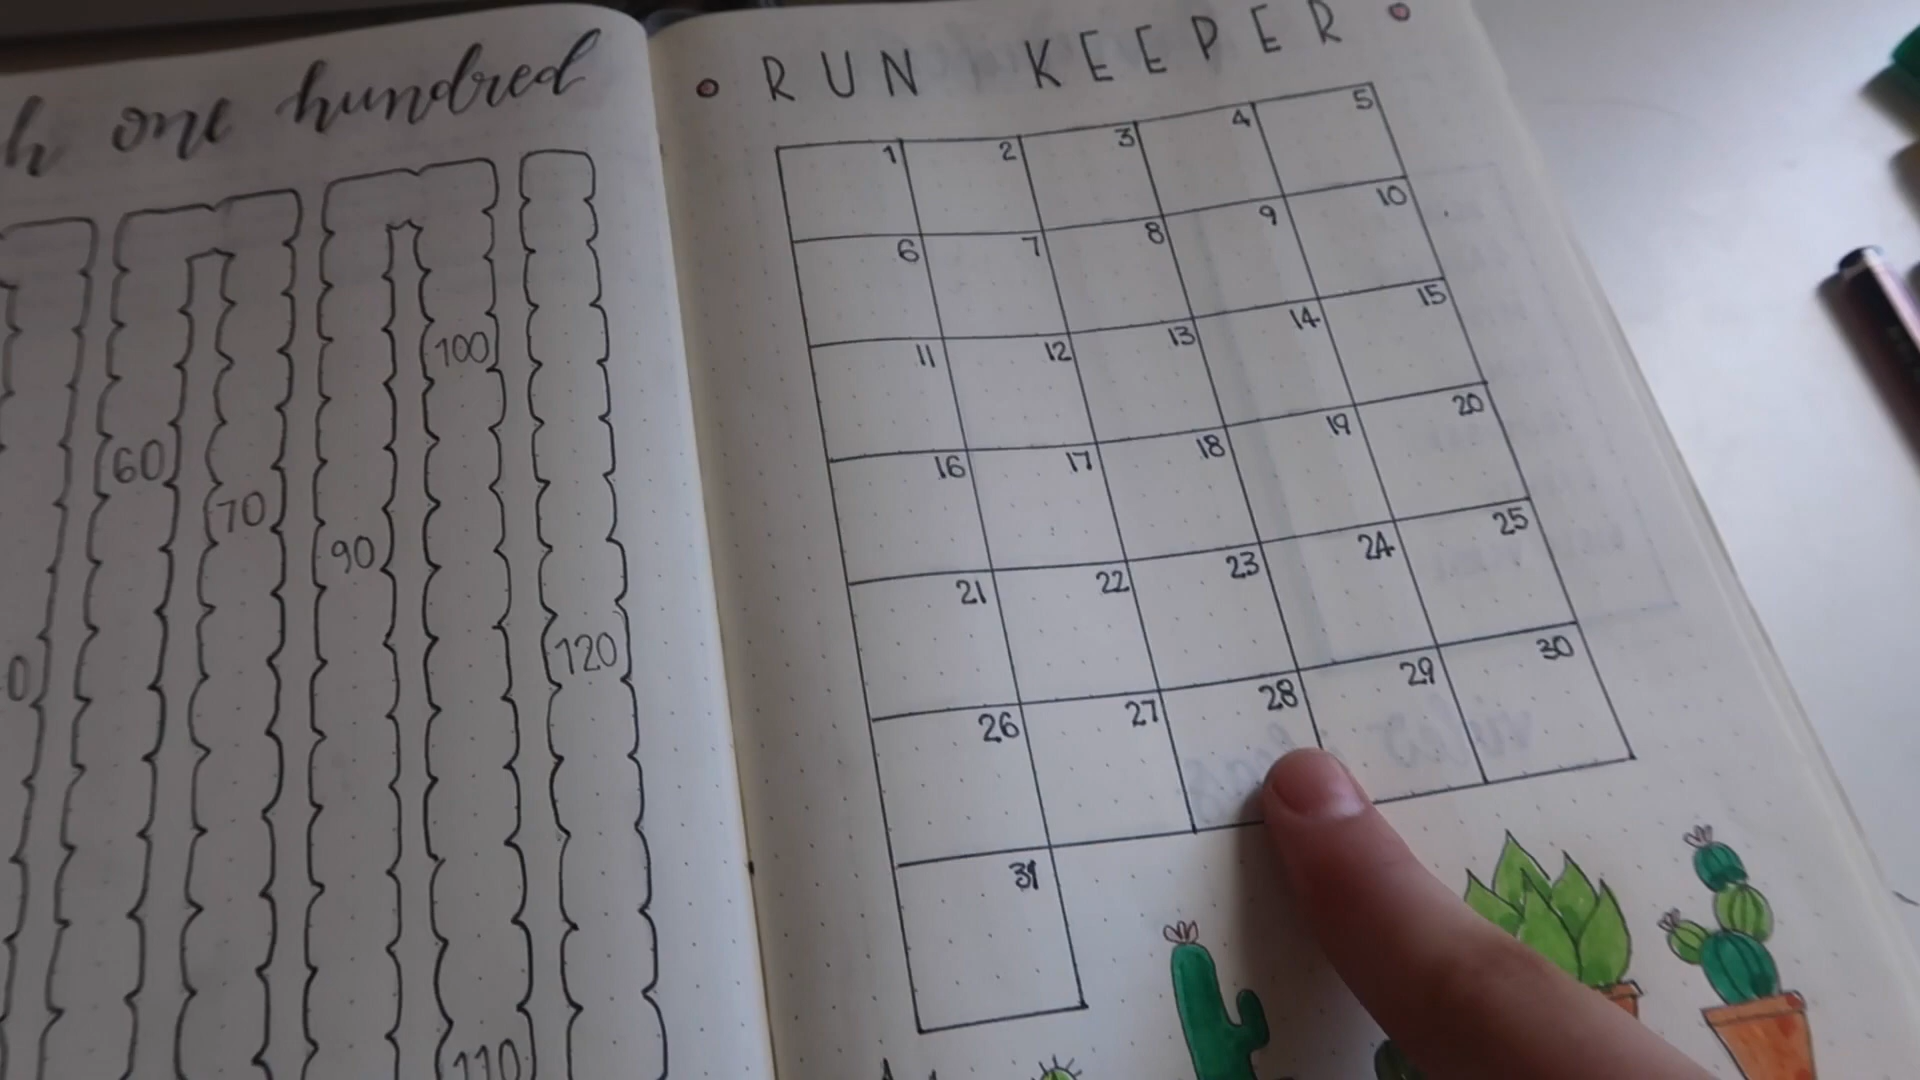 one hundred
60
70
90
100
120
110
RUN KEEPER
1 2 3 4 5
6 7 8 9 10
11 12 13 14 15
16 17 18 19 20
21 22 23 24 25
26 27 28 29 30
31